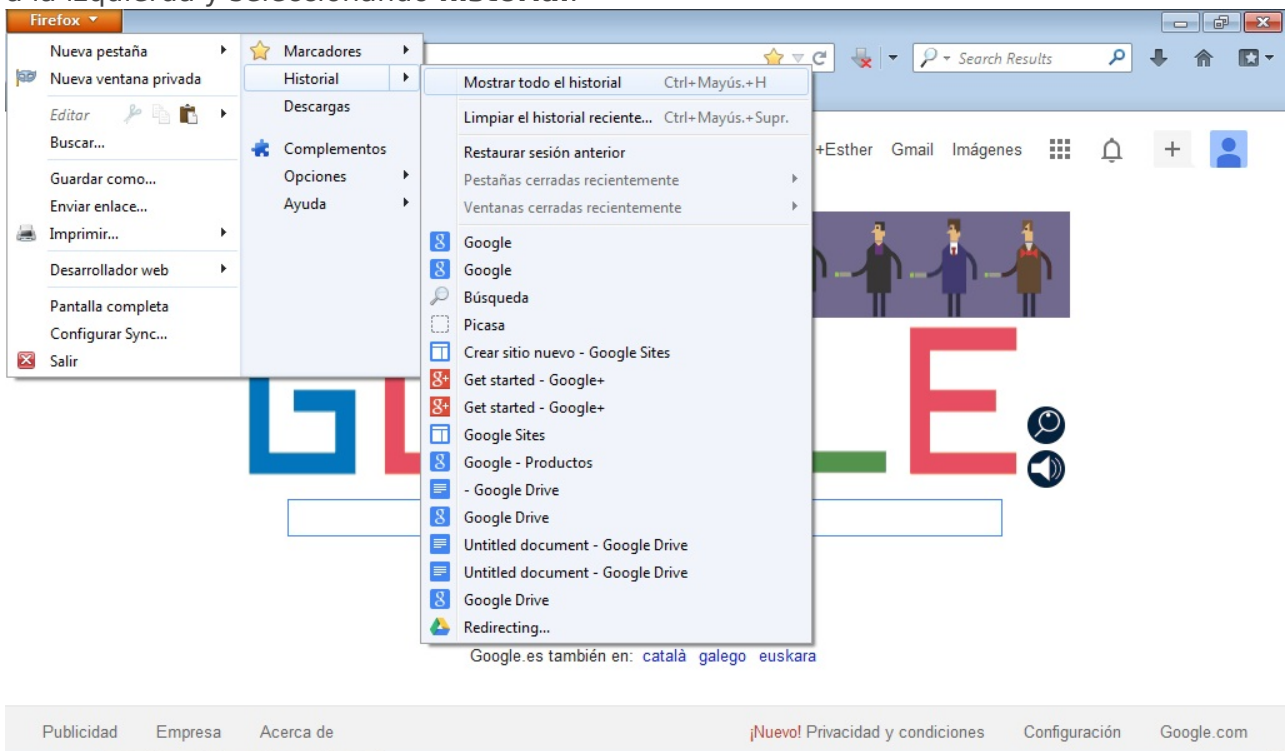 a la izquierda y seleccionando Historial.
Firefox
Nueva pestaña
Nueva ventana privada
Editar
Buscar...
Guardar como...
Enviar enlace...
Imprimir...
Desarrollador web
Pantalla completa
Configurar Sync...
Salir
Marcadores
Historial
Descargas
Complementos
Opciones
Ayuda
Mostrar todo el historial Ctrl+Mayús.+H
Limpiar el historial reciente... Ctrl+Mayús.+Supr.
Restaurar sesión anterior
Pestañas cerradas recientemente
Ventanas cerradas recientemente
Google
Google
Búsqueda
Picasa
Crear sitio nuevo - Google Sites
Get started - Google+
Get started - Google+
Google Sites
Google - Productos
- Google Drive
Google Drive
Untitled document - Google Drive
Untitled document - Google Drive
Google Drive
Redirecting...
Search Results
+Esther Gmail Imágenes
G L E
Google.es también en: català galego euskara
Publicidad Empresa Acerca de ¡Nuevo! Privacidad y condiciones Configuración Google.com